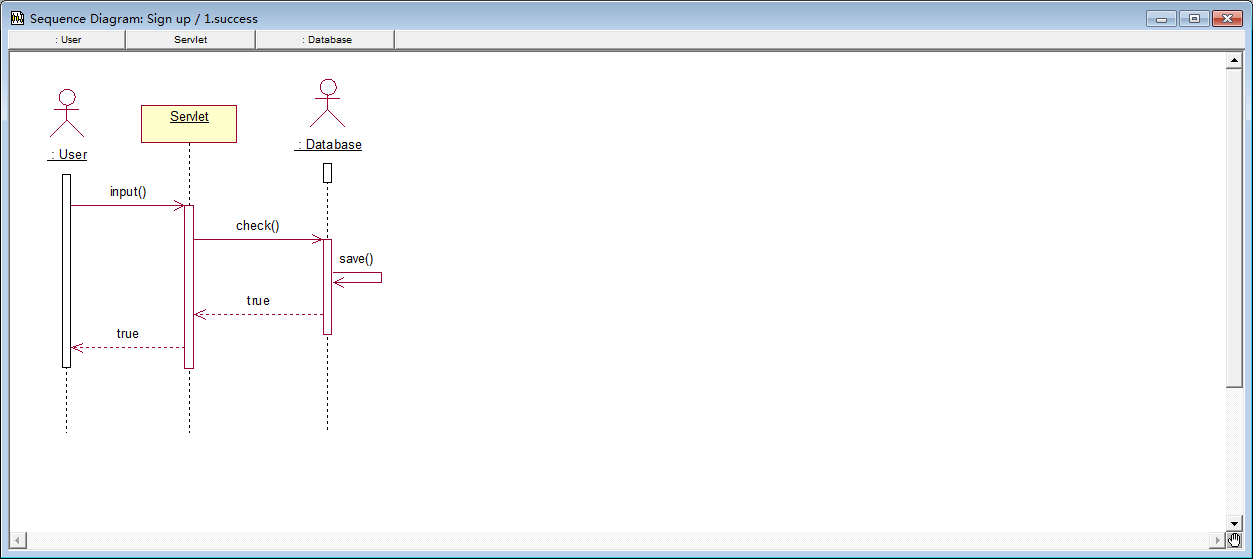 Sequence Diagram: Sign up / 1.success
: User Servlet : Database
Servlet
: Database
: User
input()
check()
save()
true
true